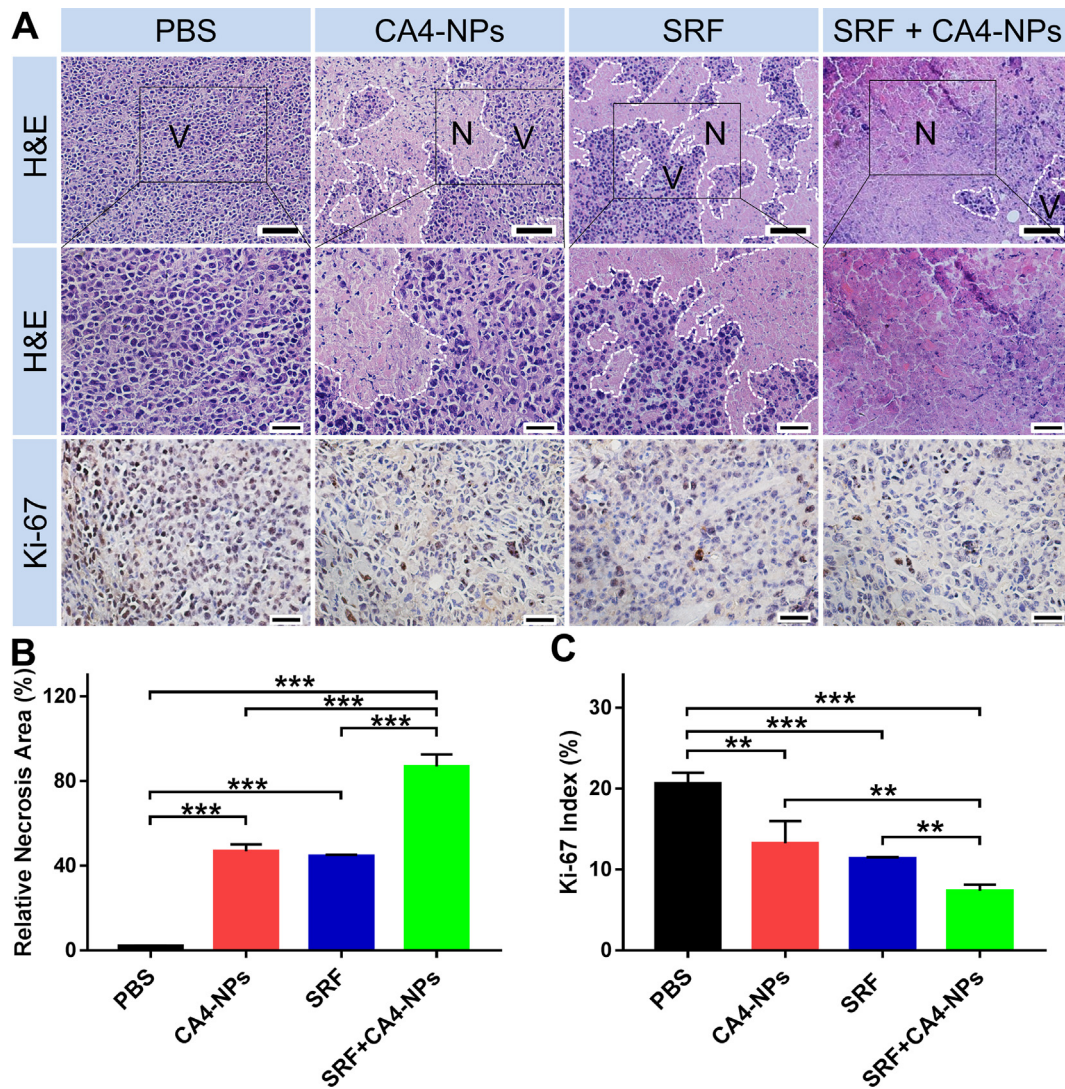 A
PBS CA4-NPs SRF SRF + CA4-NPs
H&E
V N V N V N V
H&E
Ki-67
B
Relative Necrosis Area (%)
120
80
40
0
***
***
***
***
***
PBS CA4-NPs SRF SRF+CA4-NPs
C
Ki-67 Index (%)
30
20
10
0
***
***
**
**
**
PBS CA4-NPs SRF SRF+CA4-NPs